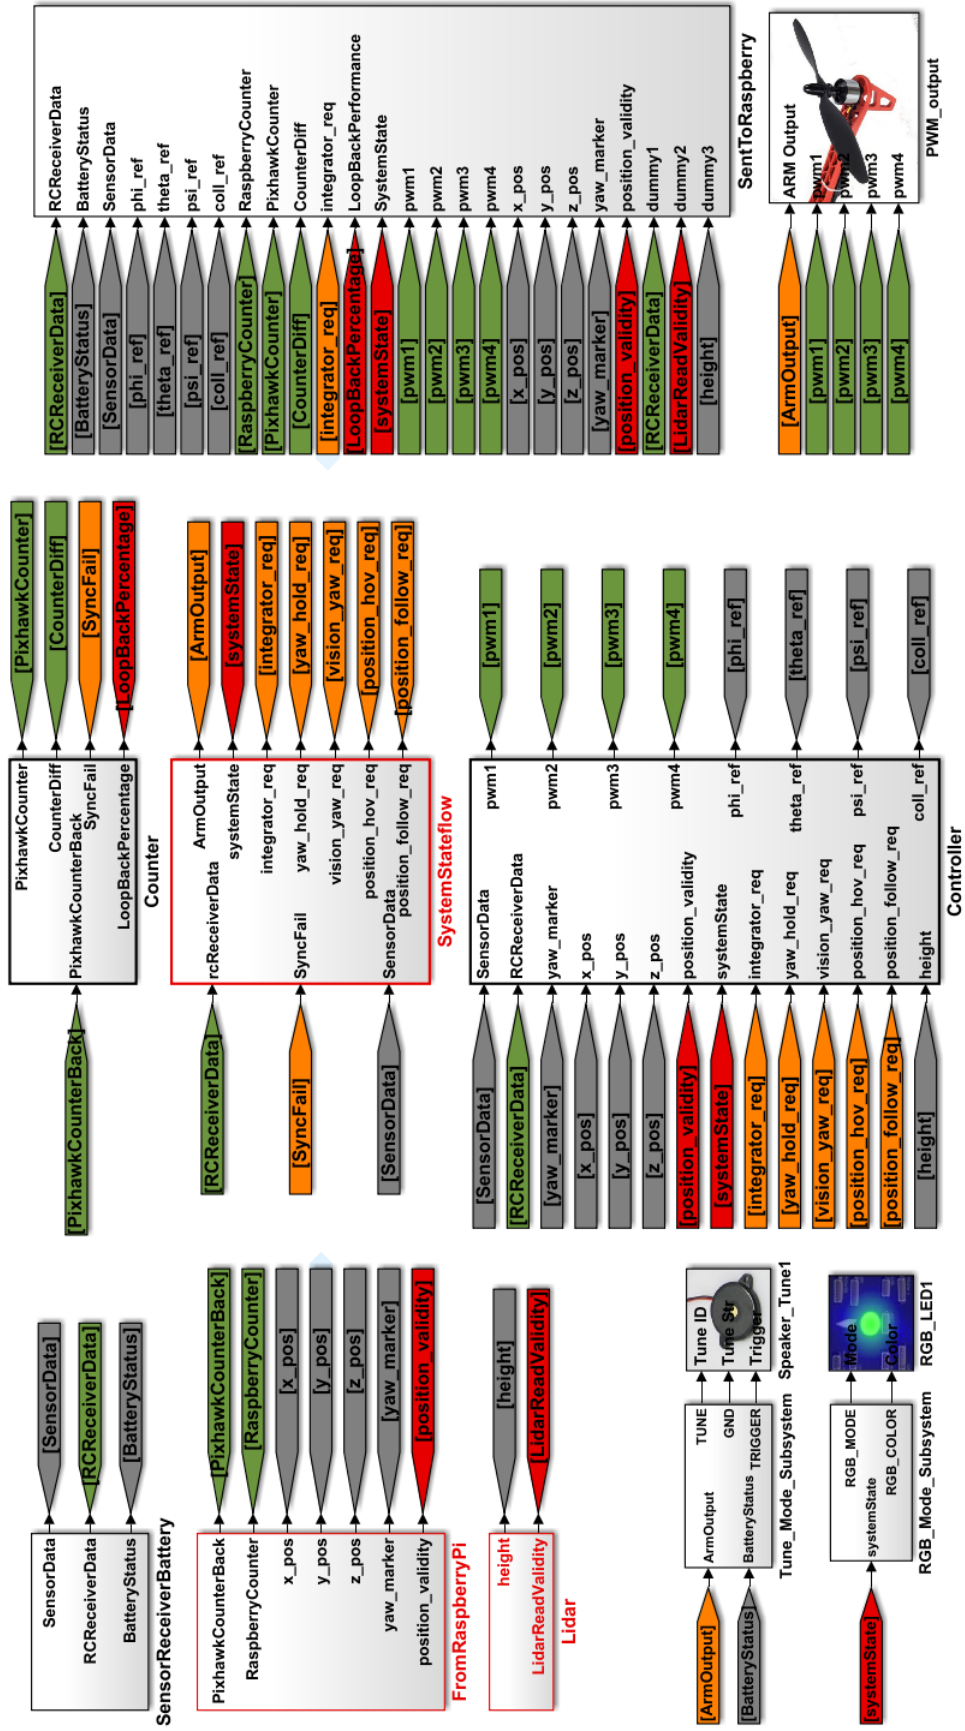 SensorData
RCReceiverData
BatteryStatus
[SensorData]
[RCReceiverData]
[BatteryStatus]
SensorReceiverBattery
PixhawkCounterBack
RaspberryCounter
x_pos
y_pos
z_pos
yaw_marker
position_validity
[PixhawkCounterBack]
[RaspberryCounter]
[x_pos]
[y_pos]
[z_pos]
[yaw_marker]
[position_validity]
FromRaspberryPi
height
LidarReadValidity
[height]
[LidarReadValidity]
Lidar
[ArmOutput]
[BatteryStatus]
ArmOutput
BatteryStatus
TUNE
GND
TRIGGER
Tune_Mode_Subsystem
Tune ID
Tune Str
Trigger
Speaker_Tune1
[systemState]
systemState
RGB_MODE
RGB_COLOR
RGB_Mode_Subsystem
Mode
Color
RGB_LED1
[PixhawkCounterBack]
PixhawkCounterBack
PixhawkCounter
CounterDiff
SyncFail
LoopBackPercentage
[PixhawkCounter]
[CounterDiff]
[SyncFail]
[LoopBackPercentage]
Counter
[RCReceiverData]
[SyncFail]
[SensorData]
rcReceiverData
SyncFail
SensorData
ArmOutput
systemState
integrator_req
yaw_hold_req
vision_yaw_req
position_hov_req
position_follow_req
[ArmOutput]
[systemState]
[integrator_req]
[yaw_hold_req]
[vision_yaw_req]
[position_hov_req]
[position_follow_req]
SystemStateflow
[SensorData]
[RCReceiverData]
[yaw_marker]
[x_pos]
[y_pos]
[z_pos]
[position_validity]
[systemState]
[integrator_req]
[yaw_hold_req]
[vision_yaw_req]
[position_hov_req]
[position_follow_req]
[height]
SensorData
RCReceiverData
yaw_marker
x_pos
y_pos
z_pos
position_validity
systemState
integrator_req
yaw_hold_req
vision_yaw_req
position_hov_req
position_follow_req
height
pwm1
pwm2
pwm3
pwm4
phi_ref
theta_ref
psi_ref
coll_ref
[pwm1]
[pwm2]
[pwm3]
[pwm4]
[phi_ref]
[theta_ref]
[psi_ref]
[coll_ref]
Controller
[RCReceiverData]
[BatteryStatus]
[SensorData]
[phi_ref]
[theta_ref]
[psi_ref]
[coll_ref]
[RaspberryCounter]
[PixhawkCounter]
[CounterDiff]
[integrator_req]
[LoopBackPercentage]
[systemState]
[pwm1]
[pwm2]
[pwm3]
[pwm4]
[x_pos]
[y_pos]
[z_pos]
[yaw_marker]
[position_validity]
[RCReceiverData]
[LidarReadValidity]
[height]
RCReceiverData
BatteryStatus
SensorData
phi_ref
theta_ref
psi_ref
coll_ref
RaspberryCounter
PixhawkCounter
CounterDiff
integrator_req
LoopBackPerformance
SystemState
pwm1
pwm2
pwm3
pwm4
x_pos
y_pos
z_pos
yaw_marker
position_validity
dummy1
dummy2
dummy3
SentToRaspberry
[ArmOutput]
[pwm1]
[pwm2]
[pwm3]
[pwm4]
ARM Output
pwm1
pwm2
pwm3
pwm4
PWM_output